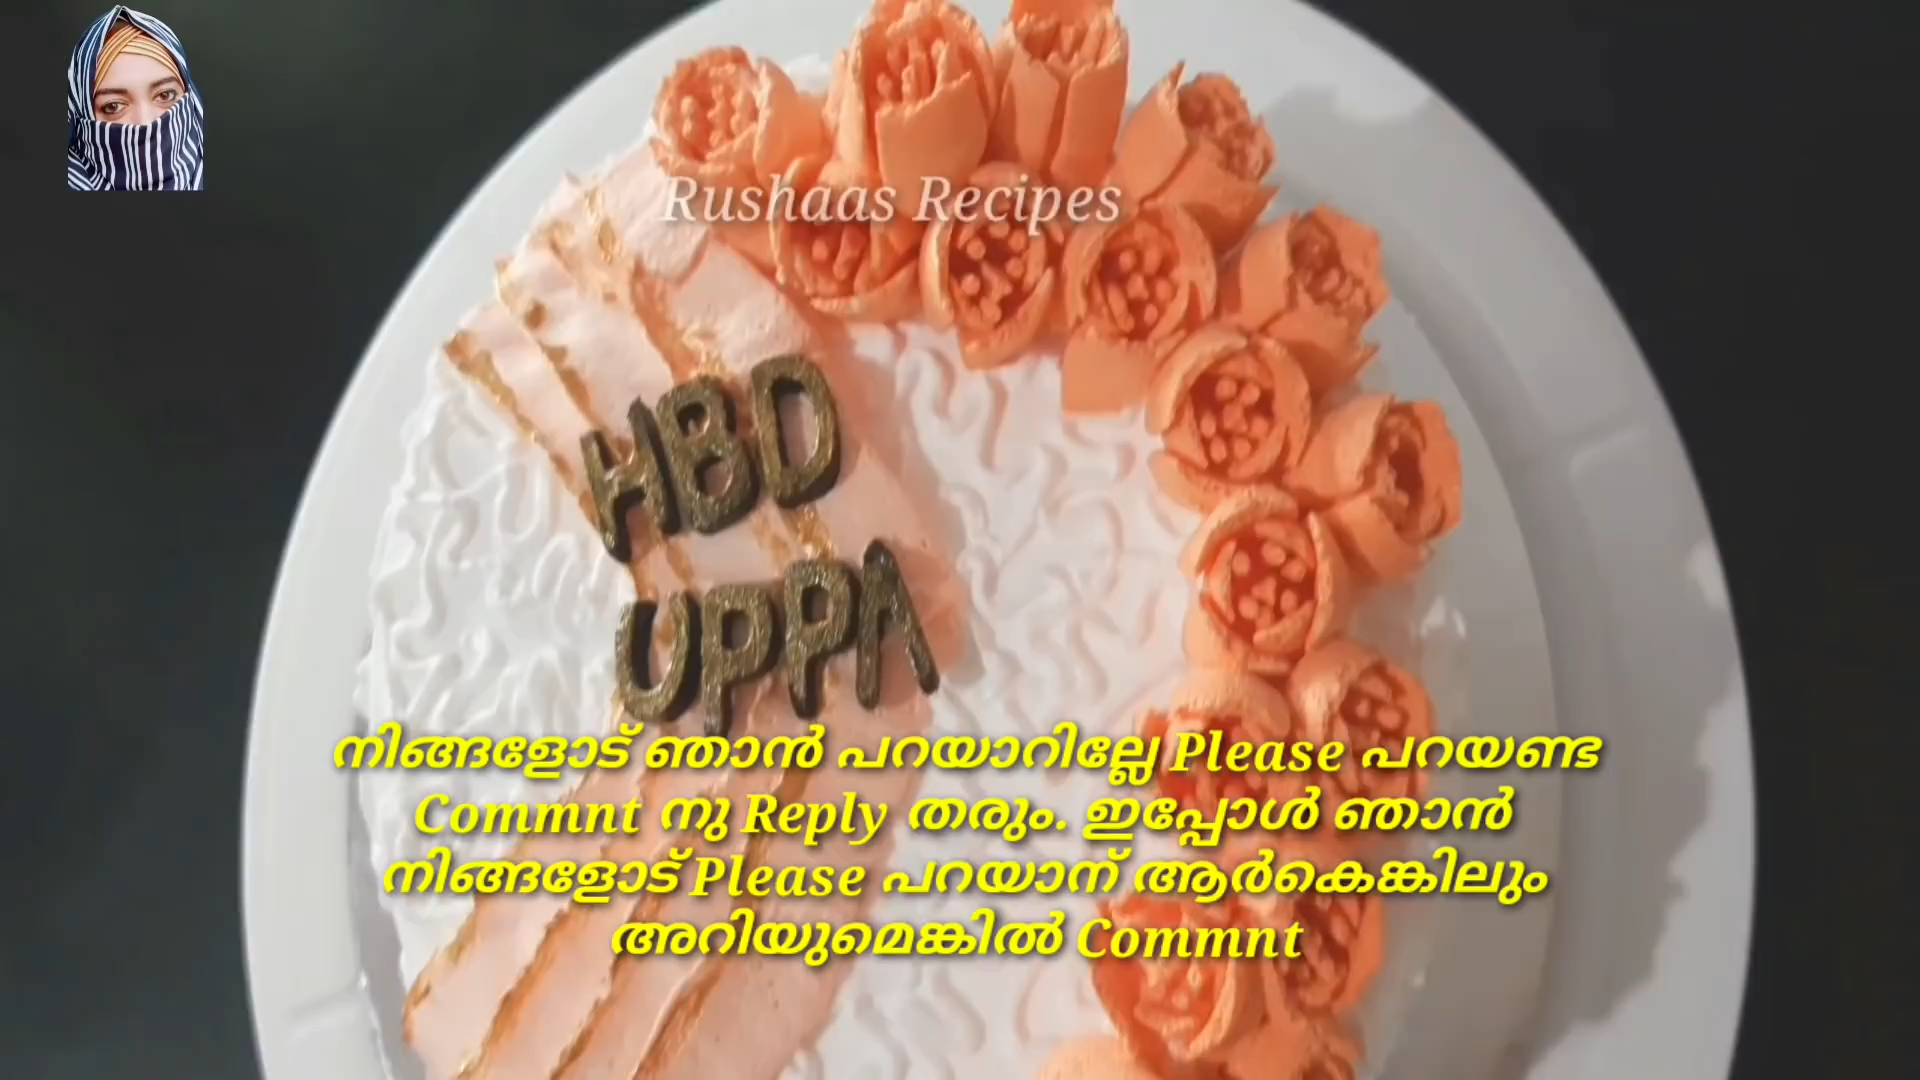 Rushaas Recipes
HBD
UPPA
നിങ്ങളോട് ഞാൻ പറയാറില്ലേ Please പറയണ്ട
Commnt നു Reply തരും. ഇപ്പോൾ ഞാൻ
നിങ്ങളോട് Please പറയാന് ആർകെങ്കിലും
അറിയുമെങ്കിൽ Commnt